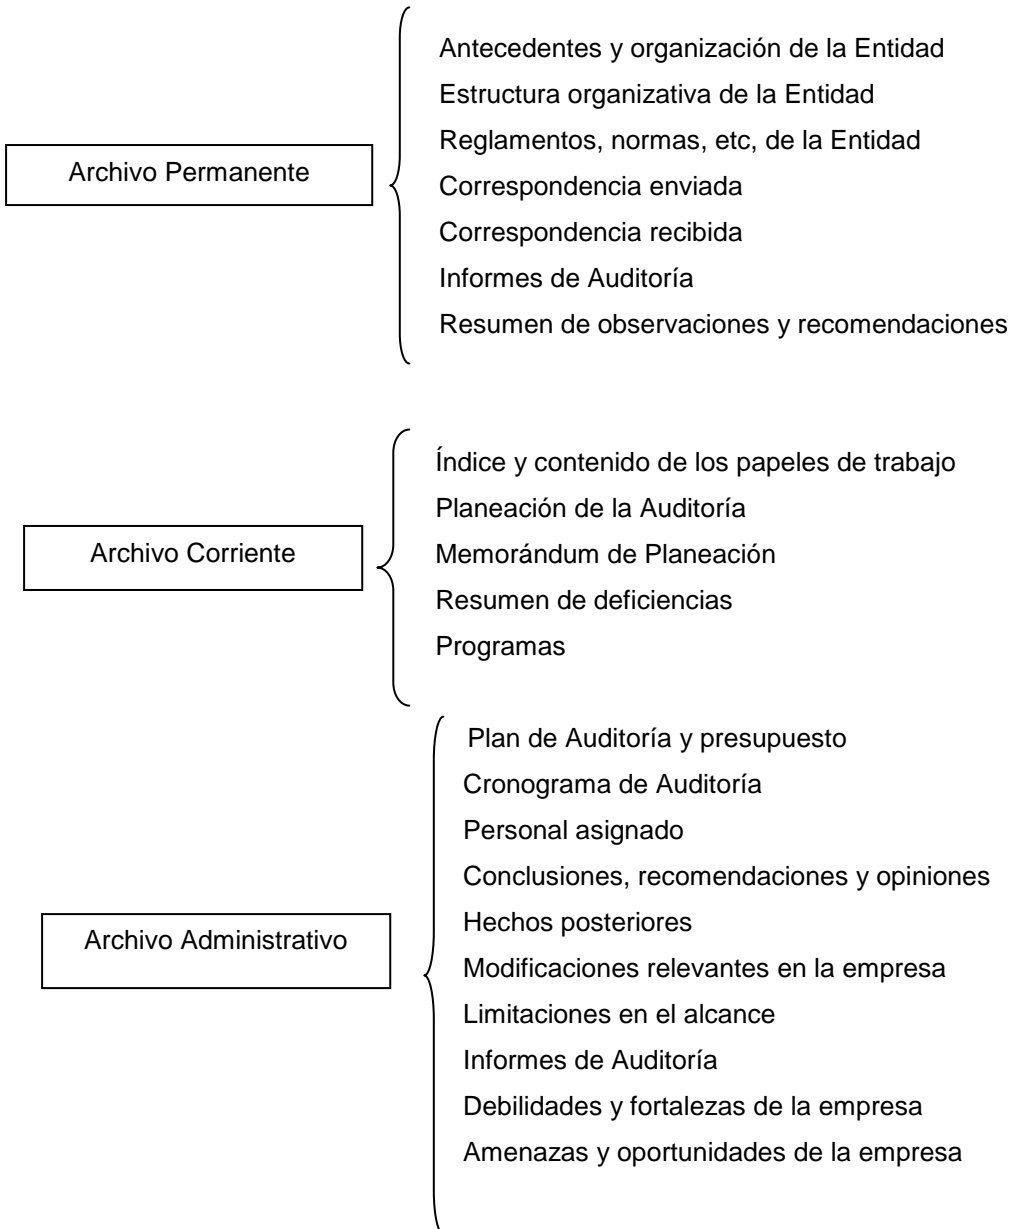 Antecedentes y organización de la Entidad
Estructura organizativa de la Entidad
Reglamentos, normas, etc, de la Entidad
Archivo Permanente
Correspondencia enviada
Correspondencia recibida
Informes de Auditoría
Resumen de observaciones y recomendaciones
Índice y contenido de los papeles de trabajo
Planeación de la Auditoría
Archivo Corriente
Memorándum de Planeación
Resumen de deficiencias
Programas
Plan de Auditoría y presupuesto
Cronograma de Auditoría
Personal asignado
Conclusiones, recomendaciones y opiniones
Hechos posteriores
Archivo Administrativo
Modificaciones relevantes en la empresa
Limitaciones en el alcance
Informes de Auditoría
Debilidades y fortalezas de la empresa
Amenazas y oportunidades de la empresa